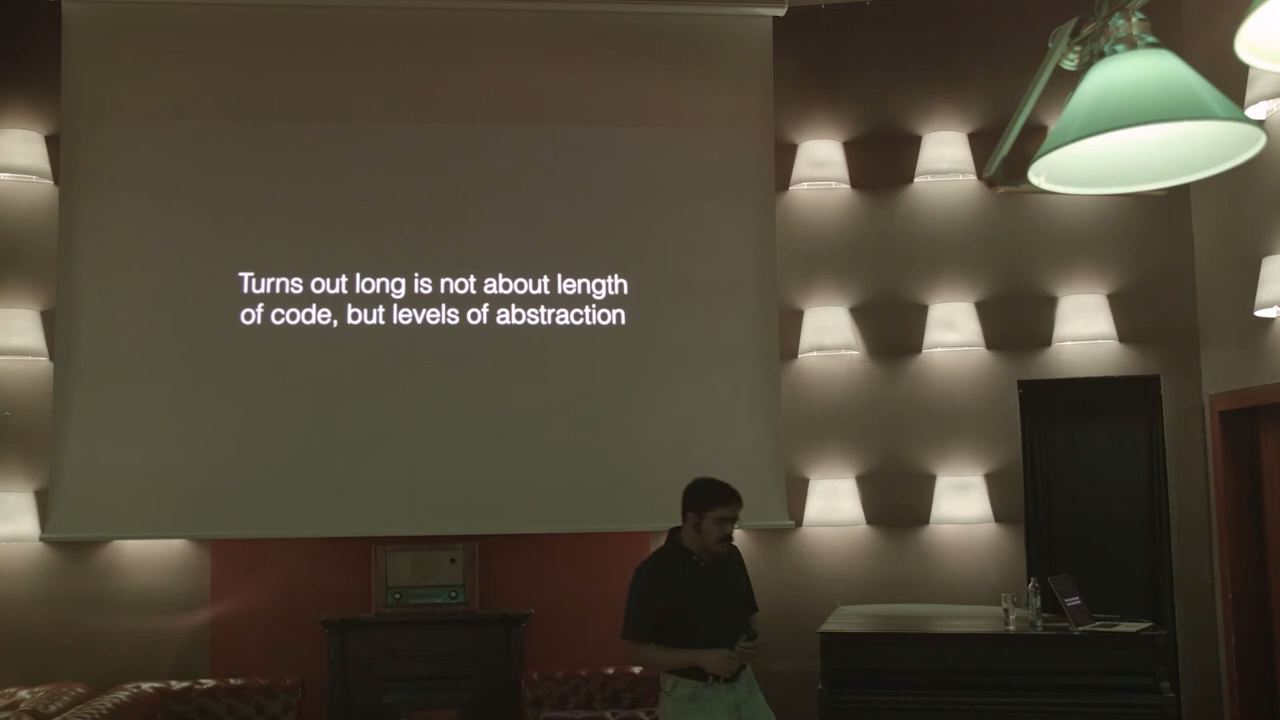 Turns out long is not about length
of code, but levels of abstraction